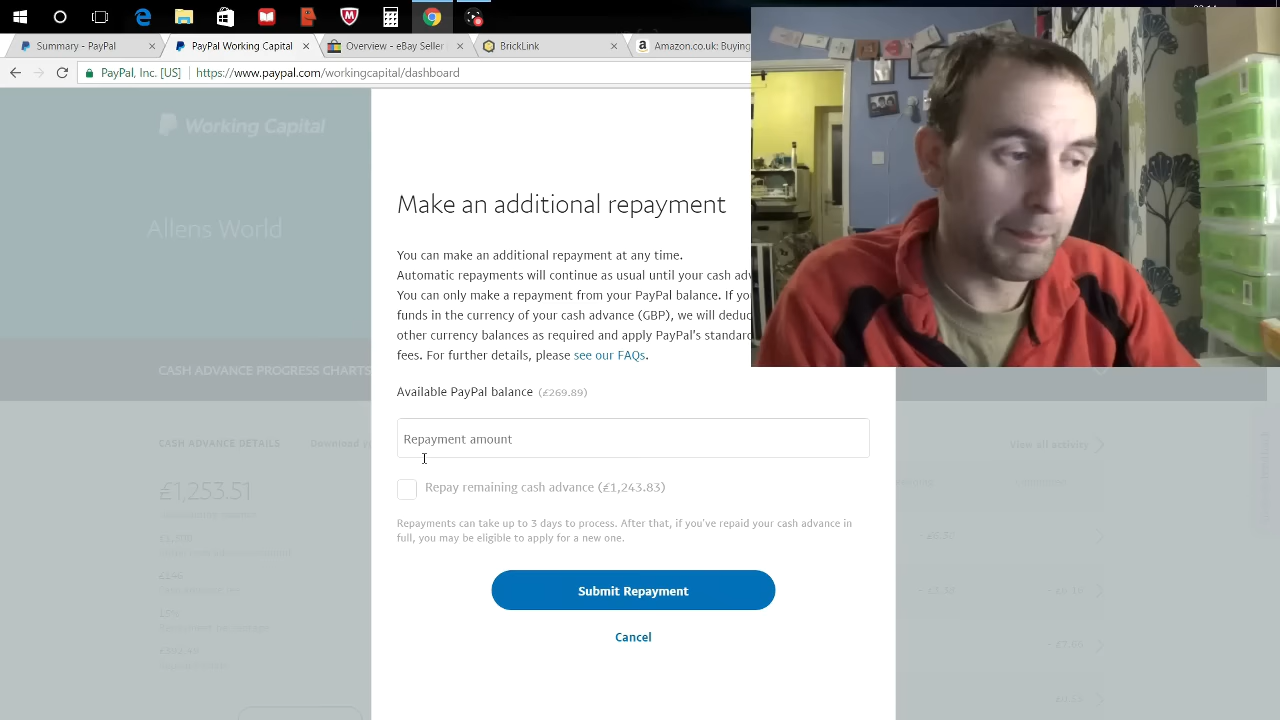 Summary - PayPal
PayPal Working Capital
Overview - eBay Seller
BrickLink
Amazon.co.uk: Buying
PayPal, Inc. [US]
https://www.paypal.com/workingcapital/dashboard
Working Capital
Allens World
Make an additional repayment
You can make an additional repayment at any time.
Automatic repayments will continue as usual until your cash adv
You can only make a repayment from your PayPal balance. If yo
funds in the currency of your cash advance (GBP), we will deduc
other currency balances as required and apply PayPal's standard
fees. For further details, please see our FAQs.
CASH ADVANCE PROGRESS CHARTS
Available PayPal balance (£269.89)
Repayment amount
CASH ADVANCE DETAILS
View all activity
£1,253.51
Repay remaining cash advance (£1,243.83)
Repayments can take up to 3 days to process. After that, if you've repaid your cash advance in
full, you may be eligible to apply for a new one.
Submit Repayment
Cancel